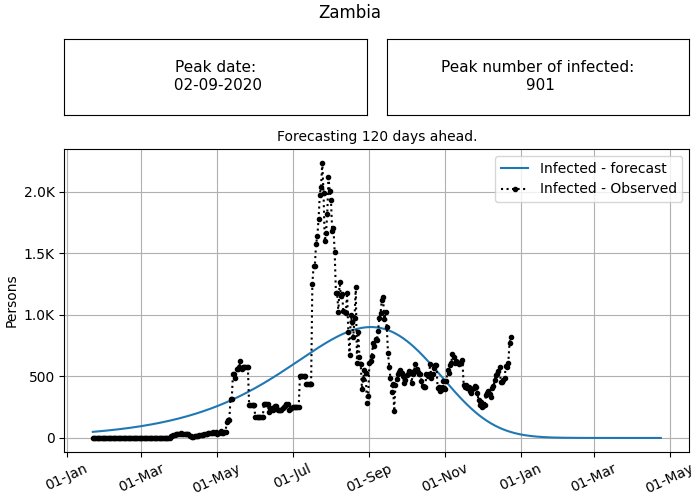 Zambia
Peak date:
02-09-2020
Peak number of infected:
901
Forecasting 120 days ahead.
Infected - forecast
Infected - Observed
Persons
2.0K
1.5K
1.0K
500
0
01-Jan
01-Mar
01-May
01-Jul
01-Sep
01-Nov
01-Jan
01-Mar
01-May